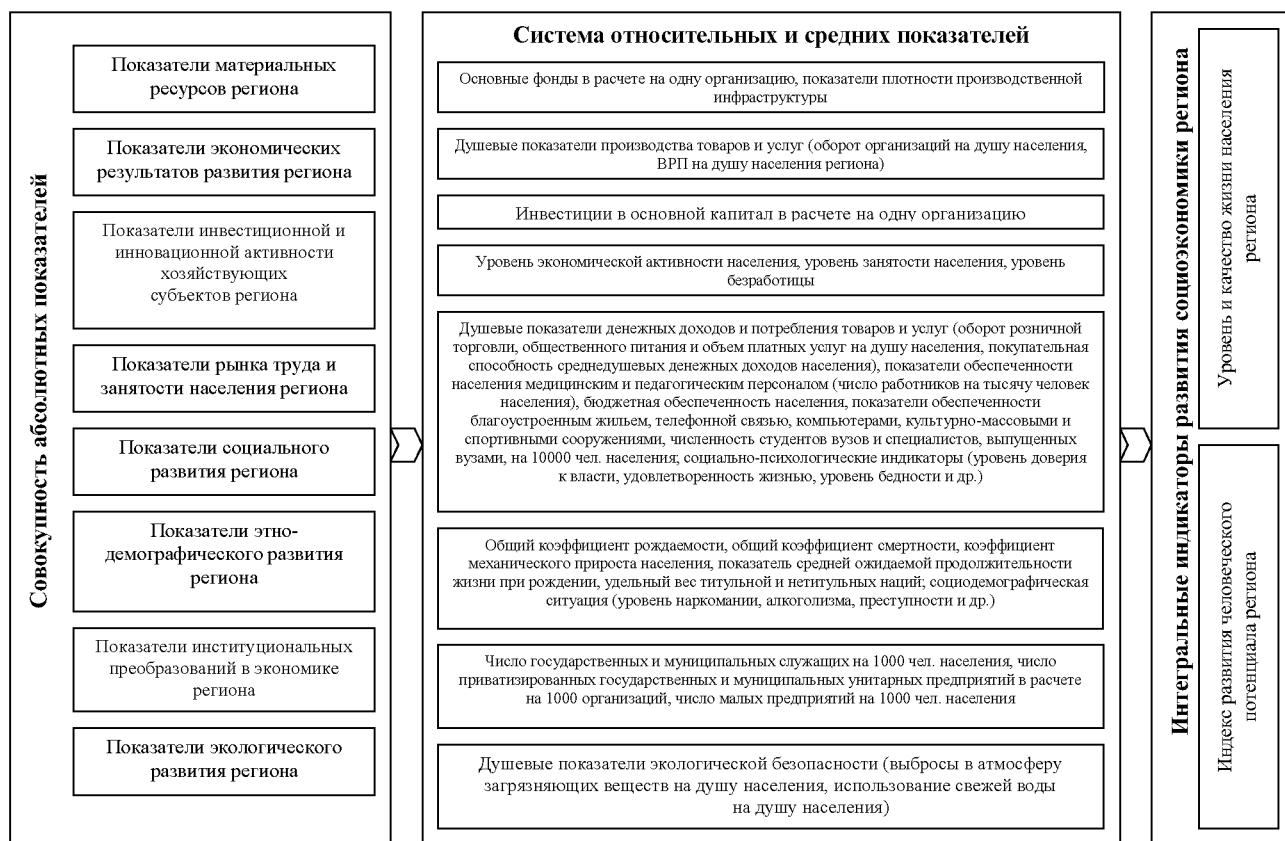 Совокупность абсолютных показателей
Показатели материальных
ресурсов региона
Показатели экономических
результатов развития региона
Показатели инвестиционной и
инновационной активности
хозяйствующих
субъектов региона
Показатели рынка труда и
занятости населения региона
Показатели социального
развития региона
Показатели этно-
демографического развития
региона
Показатели институциональных
преобразований в экономике
региона
Показатели экологического
развития региона
Система относительных и средних показателей
Основные фонды в расчете на одну организацию, показатели плотности производственной
инфраструктуры
Душевые показатели производства товаров и услуг (оборот организаций на душу населения,
ВРП на душу населения региона)
Инвестиции в основной капитал в расчете на одну организацию
Уровень экономической активности населения, уровень занятости населения, уровень
безработицы
Душевые показатели денежных доходов и потребления товаров и услуг (оборот розничной
торговли, общественного питания и объем платных услуг на душу населения, покупательная
способность среднедушевых денежных доходов населения), показатели обеспеченности
населения медицинским и педагогическим персоналом (число работников на тысячу человек
населения), бюджетная обеспеченность населения, показатели обеспеченности
благоустроенным жильем, телефонной связью, компьютерами, культурно-массовыми и
спортивными сооружениями, численность студентов вузов и специалистов, выпущенных
вузами, на 10000 чел. населения; социально-психологические индикаторы (уровень доверия
к власти, удовлетворенность жизнью, уровень бедности и др.)
Общий коэффициент рождаемости, общий коэффициент смертности, коэффициент
механического прироста населения, показатель средней ожидаемой продолжительности
жизни при рождении, удельный вес титульной и нетитульных наций; социодемографическая
ситуация (уровень наркомании, алкоголизма, преступности и др.)
Число государственных и муниципальных служащих на 1000 чел. населения, число
приватизированных государственных и муниципальных унитарных предприятий в расчете
на 1000 организаций, число малых предприятий на 1000 чел. населения
Душевые показатели экологической безопасности (выбросы в атмосферу
загрязняющих веществ на душу населения, использование свежей воды
на душу населения)
Интегральные индикаторы развития социоэкономики региона
Уровень и качество жизни населения
региона
Индекс развития человеческого
потенциала региона